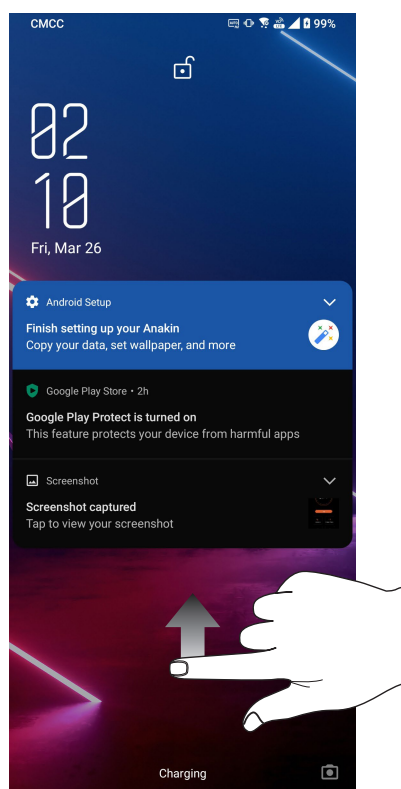 CMCC
99%
02
10
Fri, Mar 26
Android Setup
Finish setting up your Anakin
Copy your data, set wallpaper, and more
Google Play Store • 2h
Google Play Protect is turned on
This feature protects your device from harmful apps
Screenshot
Screenshot captured
Tap to view your screenshot
Charging